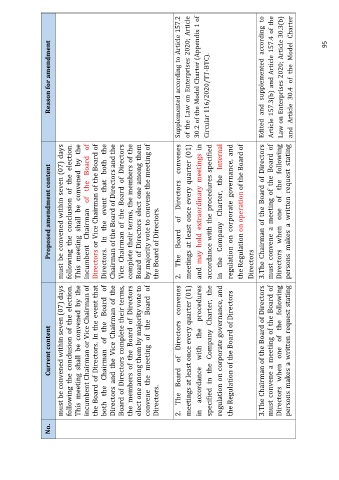 No.
Current content
Proposed amendment content
Reason for amendment
must be convened within seven (07) days
following the conclusion of the election.
This meeting shall be convened by the
incumbent Chairman or Vice Chairman of
the Board of Directors. In the event that
both the Chairman of the Board of
Directors and the Vice Chairman of the
Board of Directors complete their terms,
the members of the Board of Directors
elect one among them by majority vote to
convene the meeting of the Board of
Directors.
must be convened within seven (07) days
following the conclusion of the election.
This meeting shall be convened by the
incumbent Chairman of the Board of
Directors or Vice Chairman of the Board of
Directors. In the event that both the
Chairman of the Board of Directors and the
Vice Chairman of the Board of Directors
complete their terms, the members of the
Board of Directors elect one among them
by majority vote to convene the meeting of
the Board of Directors.
2. The Board of Directors convenes
meetings at least once every quarter (01)
in accordance with the procedures
specified in the Company Charter, the
regulation on corporate governance, and
the Regulation of the Board of Directors
2. The Board of Directors convenes
meetings at least once every quarter (01)
and may hold extraordinary meetings in
accordance with the procedures specified
in the Company Charter, the internal
regulation on corporate governance, and
the Regulation on operation of the Board of
Directors
Supplemented according to Article 157.2
of the Law on Enterprises 2020; Article
30.2 of the Model Charter (Appendix 1 of
Circular 116/2020/TT-BTC).
3.The Chairman of the Board of Directors
must convene a meeting of the Board of
Directors when one of the following
persons makes a written request stating
3.The Chairman of the Board of Directors
must convene a meeting of the Board of
Directors when one of the following
persons makes a written request stating
Edited and supplemented according to
Article 157.3(b) and Article 157.4 of the
Law on Enterprises 2020; Article 30.3(b)
and Article 30.4 of the Model Charter
95